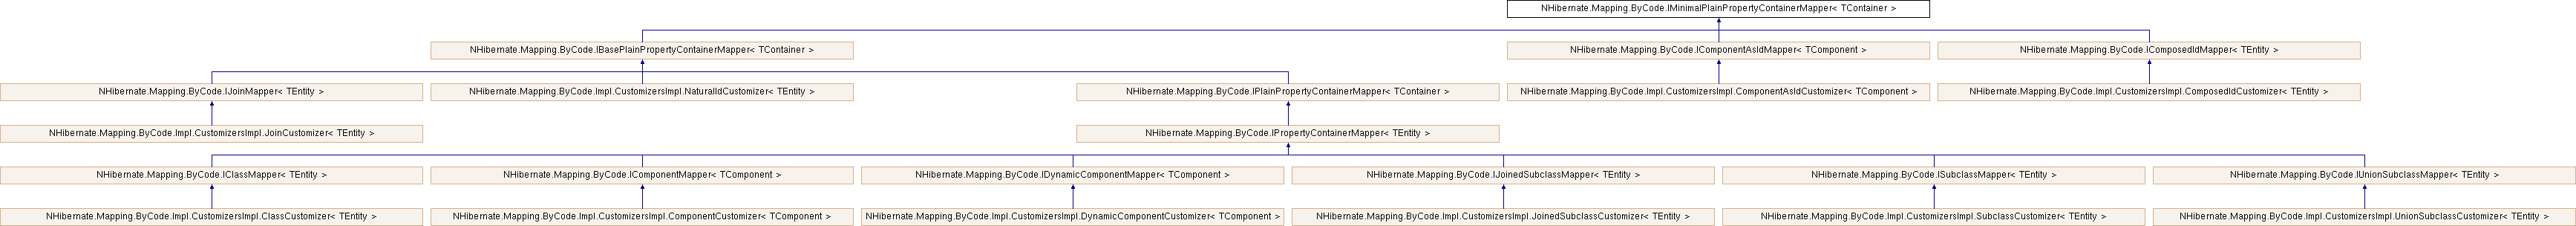 NHibernate.Mapping.ByCode.IMinimalPlainPropertyContainerMapper< TContainer >
NHibernate.Mapping.ByCode.IBasePlainPropertyContainerMapper< TContainer >
NHibernate.Mapping.ByCode.IComponentAsIdMapper< TComponent >
NHibernate.Mapping.ByCode.IComposedIdMapper< TEntity >
NHibernate.Mapping.ByCode.IJoinMapper< TEntity >
NHibernate.Mapping.ByCode.Impl.CustomizersImpl.NaturalIdCustomizer< TEntity >
NHibernate.Mapping.ByCode.IPlainPropertyContainerMapper< TContainer >
NHibernate.Mapping.ByCode.Impl.CustomizersImpl.ComponentAsIdCustomizer< TComponent >
NHibernate.Mapping.ByCode.Impl.CustomizersImpl.ComposedIdCustomizer< TEntity >
NHibernate.Mapping.ByCode.Impl.CustomizersImpl.JoinCustomizer< TEntity >
NHibernate.Mapping.ByCode.IPropertyContainerMapper< TEntity >
NHibernate.Mapping.ByCode.IClassMapper< TEntity >
NHibernate.Mapping.ByCode.IComponentMapper< TComponent >
NHibernate.Mapping.ByCode.IDynamicComponentMapper< TComponent >
NHibernate.Mapping.ByCode.IJoinedSubclassMapper< TEntity >
NHibernate.Mapping.ByCode.ISubclassMapper< TEntity >
NHibernate.Mapping.ByCode.IUnionSubclassMapper< TEntity >
NHibernate.Mapping.ByCode.Impl.CustomizersImpl.ClassCustomizer< TEntity >
NHibernate.Mapping.ByCode.Impl.CustomizersImpl.ComponentCustomizer< TComponent >
NHibernate.Mapping.ByCode.Impl.CustomizersImpl.DynamicComponentCustomizer< TComponent >
NHibernate.Mapping.ByCode.Impl.CustomizersImpl.JoinedSubclassCustomizer< TEntity >
NHibernate.Mapping.ByCode.Impl.CustomizersImpl.SubclassCustomizer< TEntity >
NHibernate.Mapping.ByCode.Impl.CustomizersImpl.UnionSubclassCustomizer< TEntity >